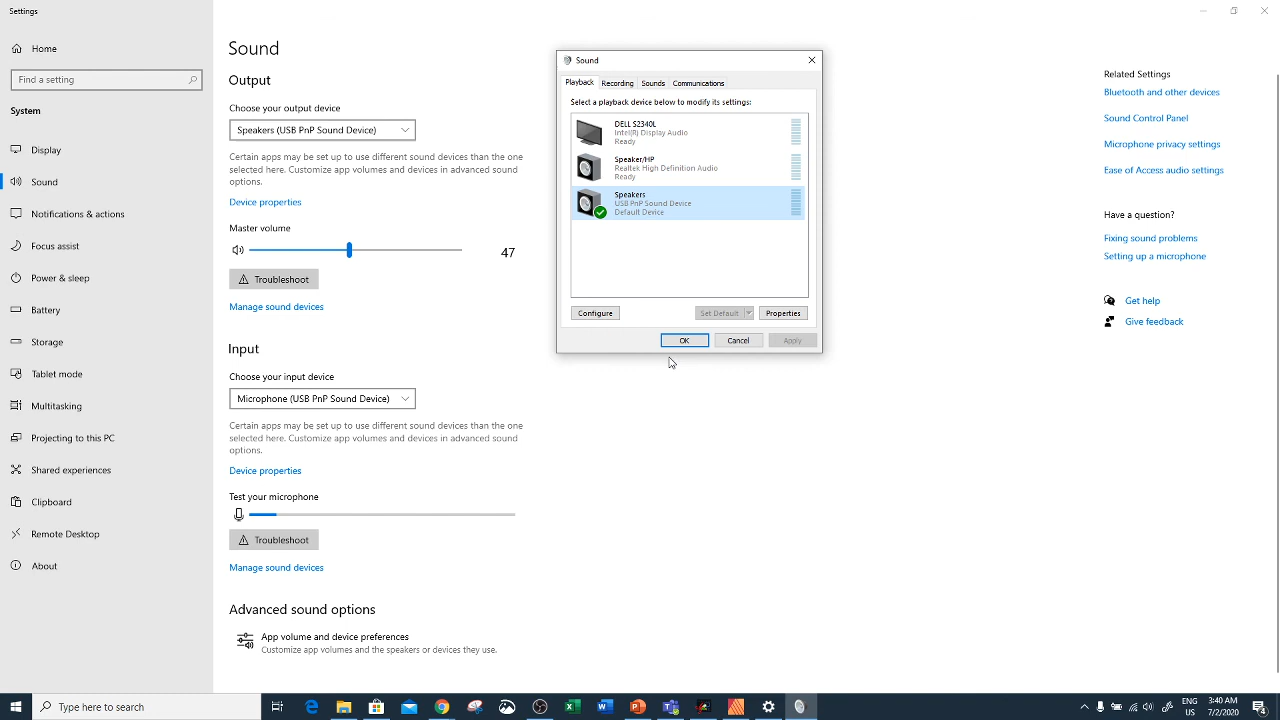 Settings
Home
Find a setting
System
Display
Sound
Notifications & actions
Focus assist
Power & sleep
Battery
Storage
Tablet mode
Multitasking
Projecting to this PC
Shared experiences
Clipboard
Remote Desktop
About
Sound
Output
Choose your output device
Speakers (USB PnP Sound Device)
Certain apps may be set up to use different sound devices than the one
selected here. Customize app volumes and devices in advanced sound
options.
Device properties
Master volume
47
Troubleshoot
Manage sound devices
Input
Choose your input device
Microphone (USB PnP Sound Device)
Certain apps may be set up to use different sound devices than the one
selected here. Customize app volumes and devices in advanced sound
options.
Device properties
Test your microphone
Troubleshoot
Manage sound devices
Advanced sound options
App volume and device preferences
Customize app volumes and the speakers or devices they use.
Sound
Playback Recording Sounds Communications
Select a playback device below to modify its settings:
DELL S2340L
Intel(R) Display Audio
Ready
Speaker/HP
Realtek High Definition Audio
Ready
Speakers
USB PnP Sound Device
Default Device
Configure Set Default Properties
OK Cancel Apply
Related Settings
Bluetooth and other devices
Sound Control Panel
Microphone privacy settings
Ease of Access audio settings
Have a question?
Fixing sound problems
Setting up a microphone
Get help
Give feedback
Type here to search
ENG
US
3:40 AM
7/2/2020